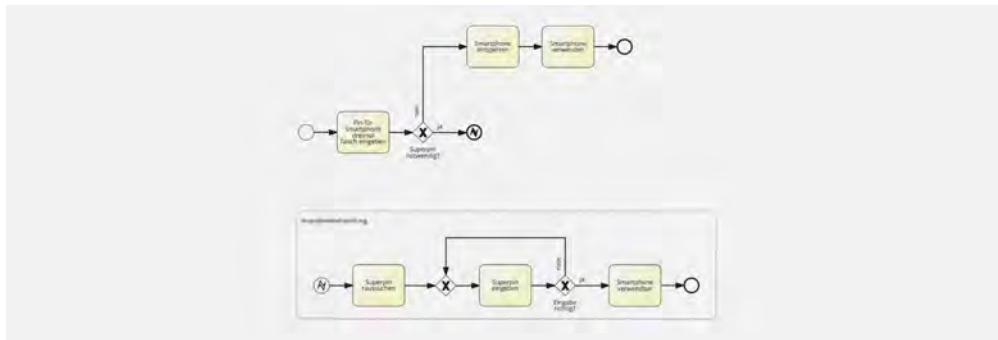 Smartphone
entsperren
Smartphone
verwenden
nein
Pin für
Smartphone
dreimal
falsch eingeben
ja
Superpin
notwendig?
Superpin
raussuchen
nein
Superpin
eingeben
ja
Eingabe
richtig?
Smartphone
verwendbar